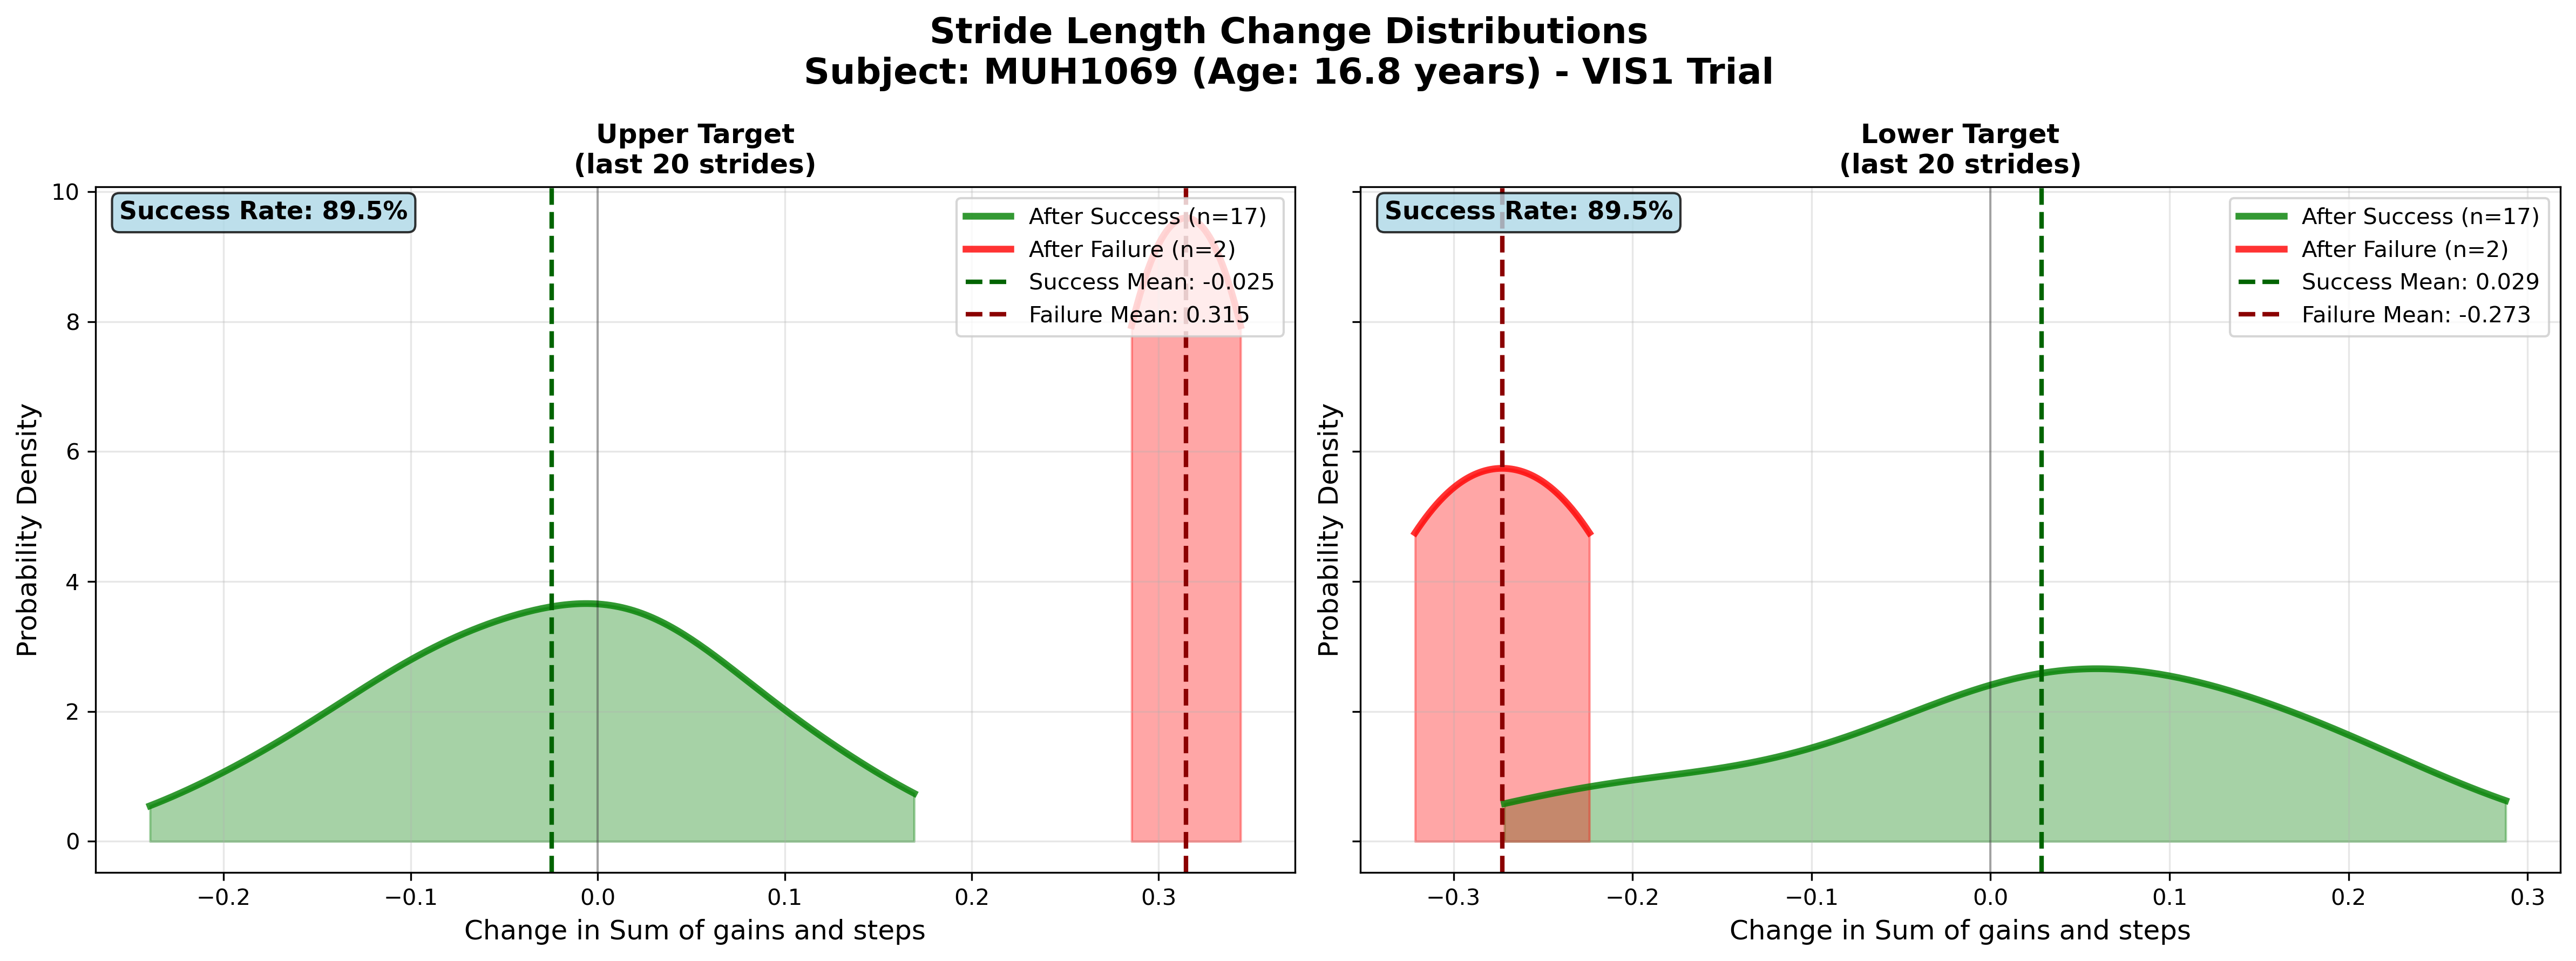 Stride Length Change Distributions
Subject: MUH1069 (Age: 16.8 years) - VIS1 Trial
Upper Target
(last 20 strides)
Success Rate: 89.5%
After Success (n=17)
After Failure (n=2)
Success Mean: -0.025
Failure Mean: 0.315
Probability Density
10
8
6
4
2
0
−0.2
−0.1
0.0
0.1
0.2
0.3
Change in Sum of gains and steps
Lower Target
(last 20 strides)
Success Rate: 89.5%
After Success (n=17)
After Failure (n=2)
Success Mean: 0.029
Failure Mean: -0.273
Probability Density
−0.3
−0.2
−0.1
0.0
0.1
0.2
0.3
Change in Sum of gains and steps